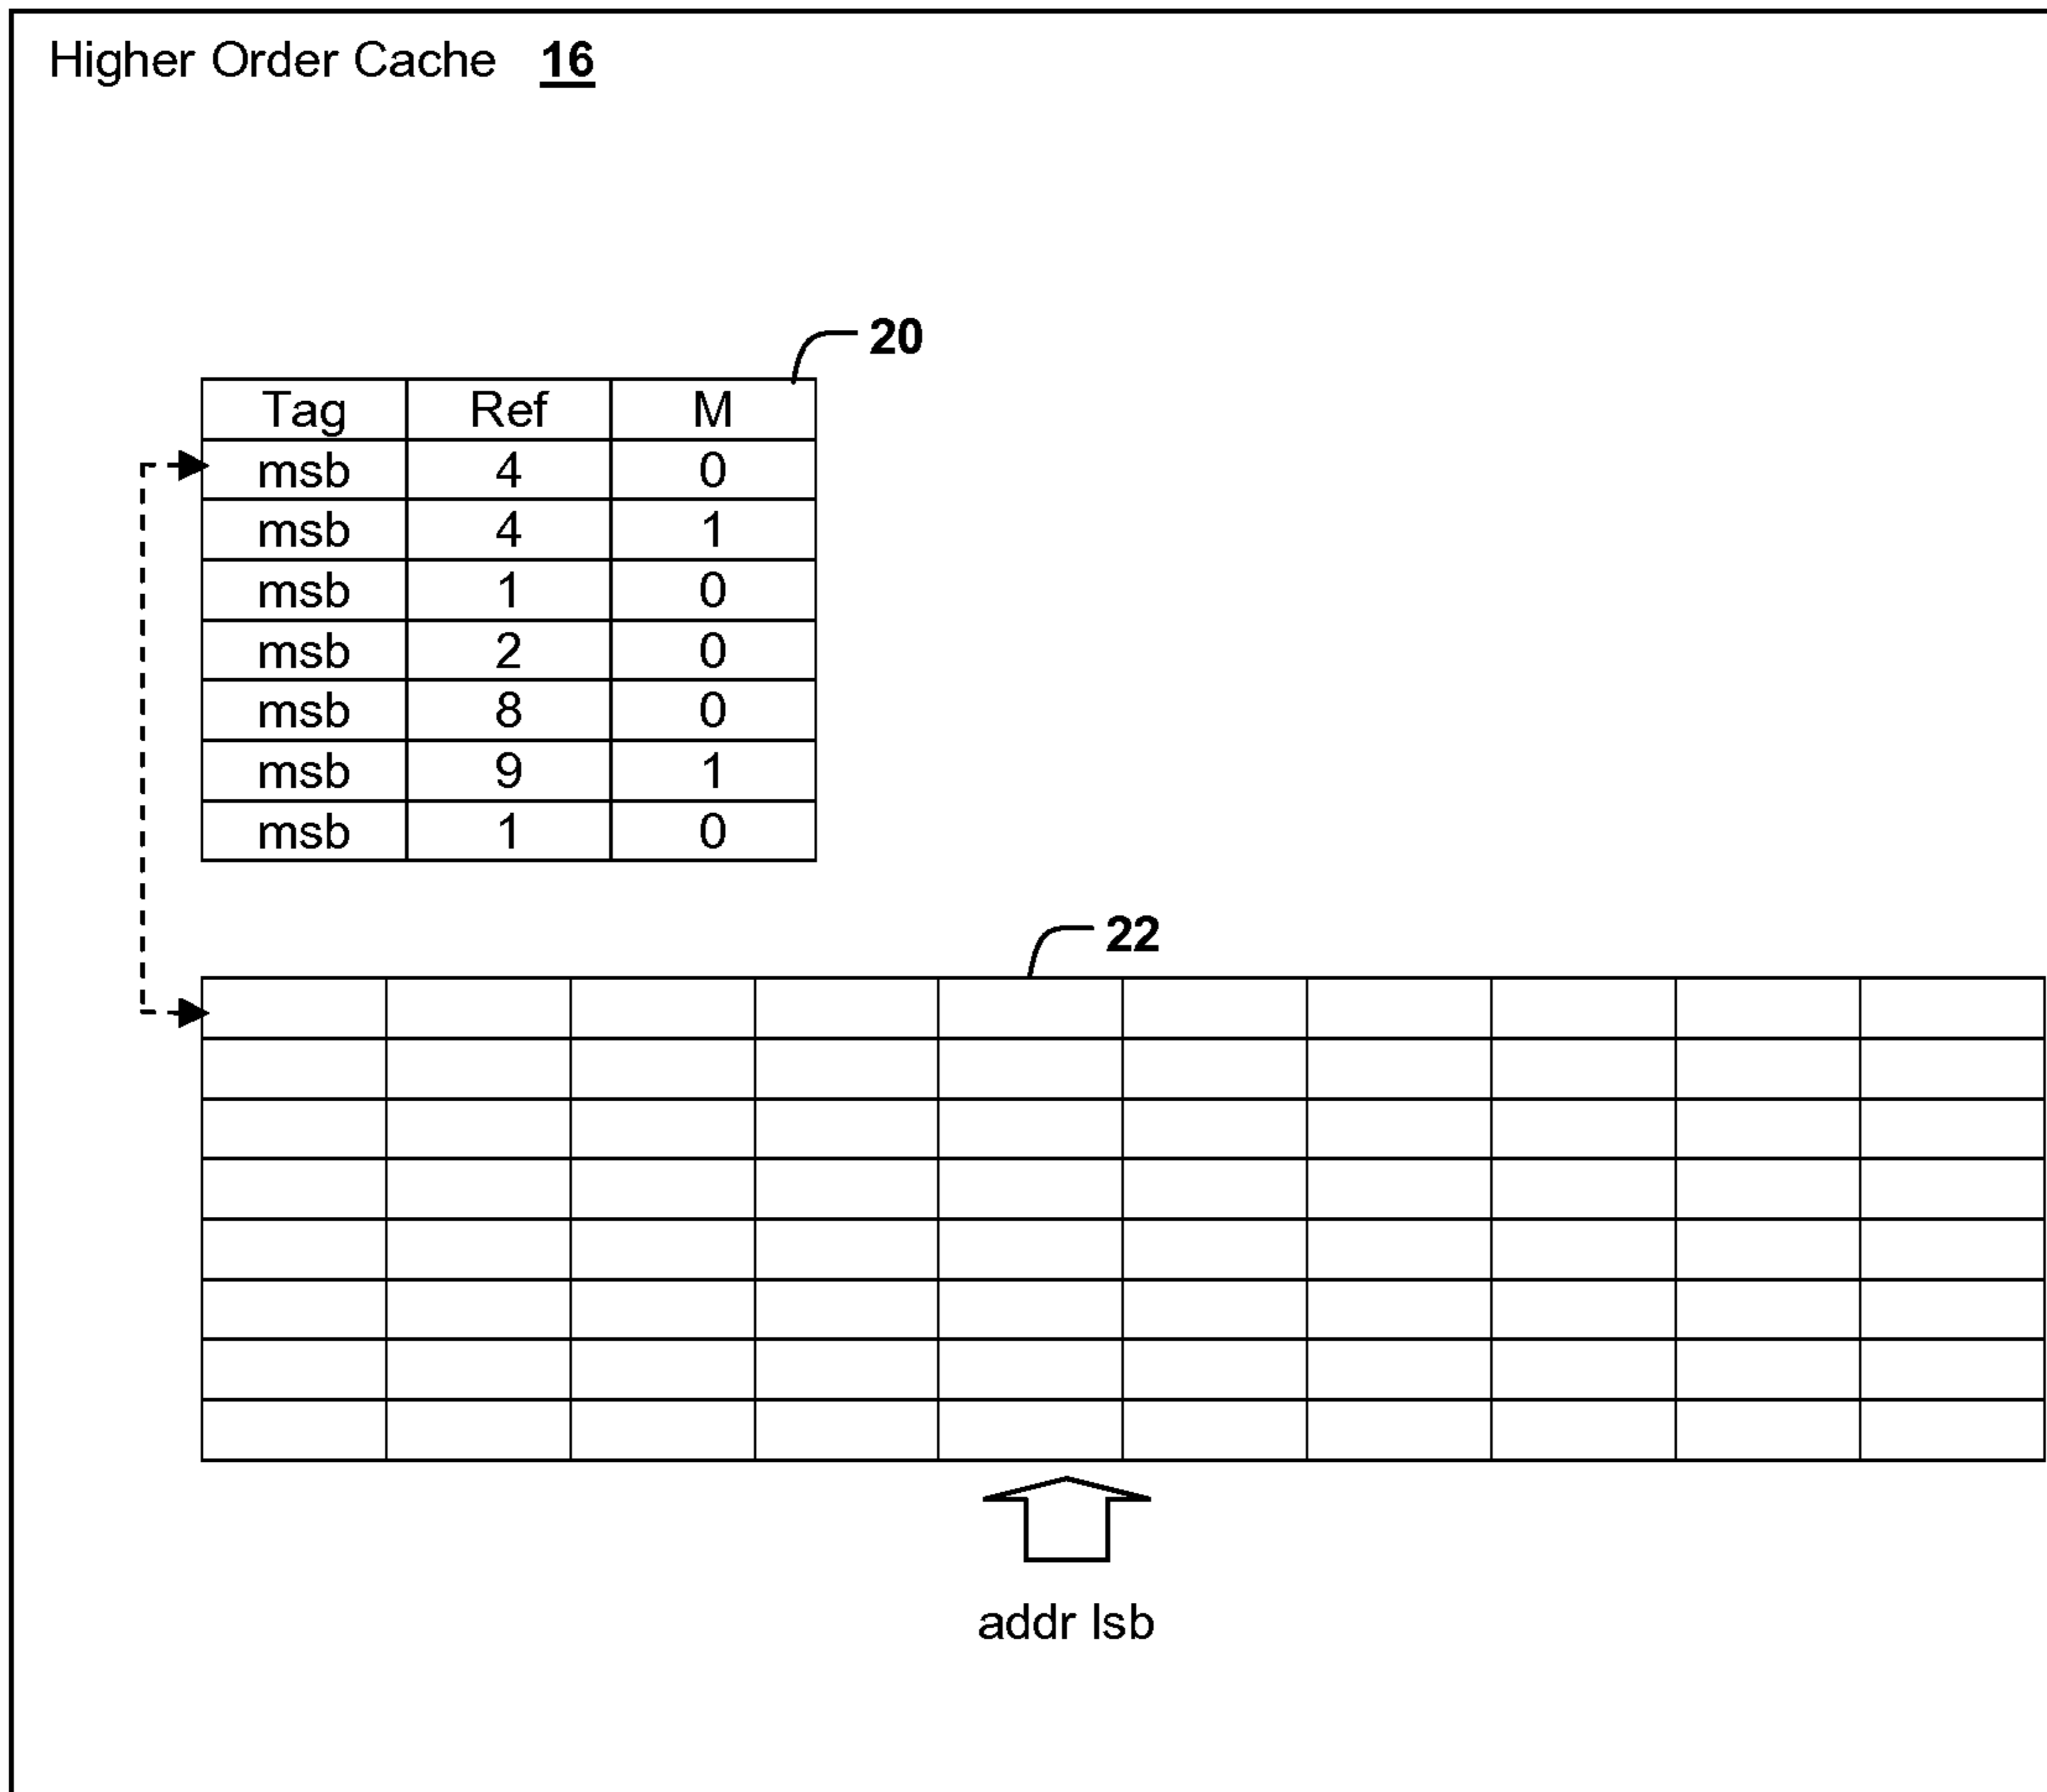 Higher Order Cache 16
20
Tag Ref M
msb 4 0
msb 4 1
msb 1 0
msb 2 0
msb 8 0
msb 9 1
msb 1 0
22
addr lsb